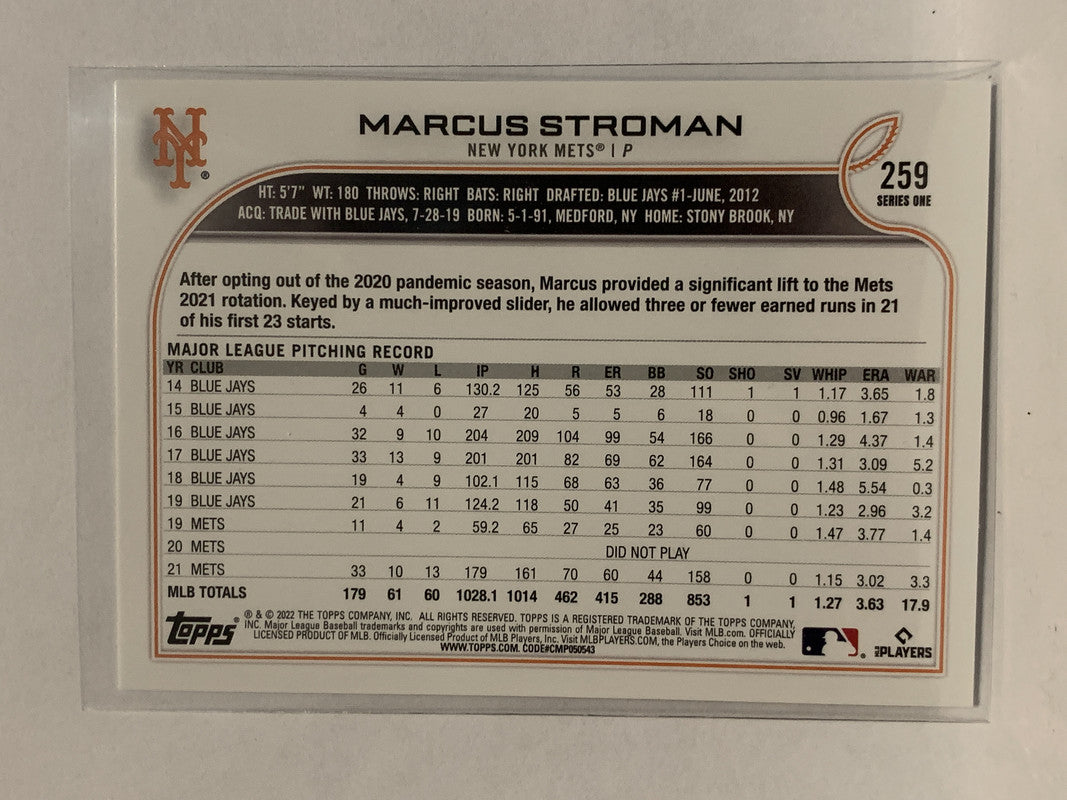 NY ®
MARCUS STROMAN
NEW YORK METS® | P
259
SERIES ONE
HT: 5'7" WT: 180 THROWS: RIGHT BATS: RIGHT DRAFTED: BLUE JAYS #1-JUNE, 2012
ACQ: TRADE WITH BLUE JAYS, 7-28-19 BORN: 5-1-91, MEDFORD, NY HOME: STONY BROOK, NY
After opting out of the 2020 pandemic season, Marcus provided a significant lift to the Mets
2021 rotation. Keyed by a much-improved slider, he allowed three or fewer earned runs in 21
of his first 23 starts.
MAJOR LEAGUE PITCHING RECORD
YR CLUB G W L IP H R ER BB SO SHO SV WHIP ERA WAR
14 BLUE JAYS 26 11 6 130.2 125 56 53 28 111 1 1 1.17 3.65 1.8
15 BLUE JAYS 4 4 0 27 20 5 5 6 18 0 0 0.96 1.67 1.3
16 BLUE JAYS 32 9 10 204 209 104 99 54 166 0 0 1.29 4.37 1.4
17 BLUE JAYS 33 13 9 201 201 82 69 62 164 0 0 1.31 3.09 5.2
18 BLUE JAYS 19 4 9 102.1 115 68 63 36 77 0 0 1.48 5.54 0.3
19 BLUE JAYS 21 6 11 124.2 118 50 41 35 99 0 0 1.23 2.96 3.2
19 METS 11 4 2 59.2 65 27 25 23 60 0 0 1.47 3.77 1.4
20 METS DID NOT PLAY
21 METS 33 10 13 179 161 70 60 44 158 0 0 1.15 3.02 3.3
MLB TOTALS 179 61 60 1028.1 1014 462 415 288 853 1 1 1.27 3.63 17.9
topps®
® & © 2022 THE TOPPS COMPANY, INC. ALL RIGHTS RESERVED. TOPPS IS A REGISTERED TRADEMARK OF THE TOPPS COMPANY,
INC. Major League Baseball trademarks and copyrights are used with permission of Major League Baseball. Visit MLB.com. OFFICIALLY
LICENSED PRODUCT OF MLB. Officially Licensed Product of MLB Players, Inc. Visit MLBPLAYERS.COM, the Players Choice on the web.
WWW.TOPPS.COM. CODE#CMP050543
PLAYERS